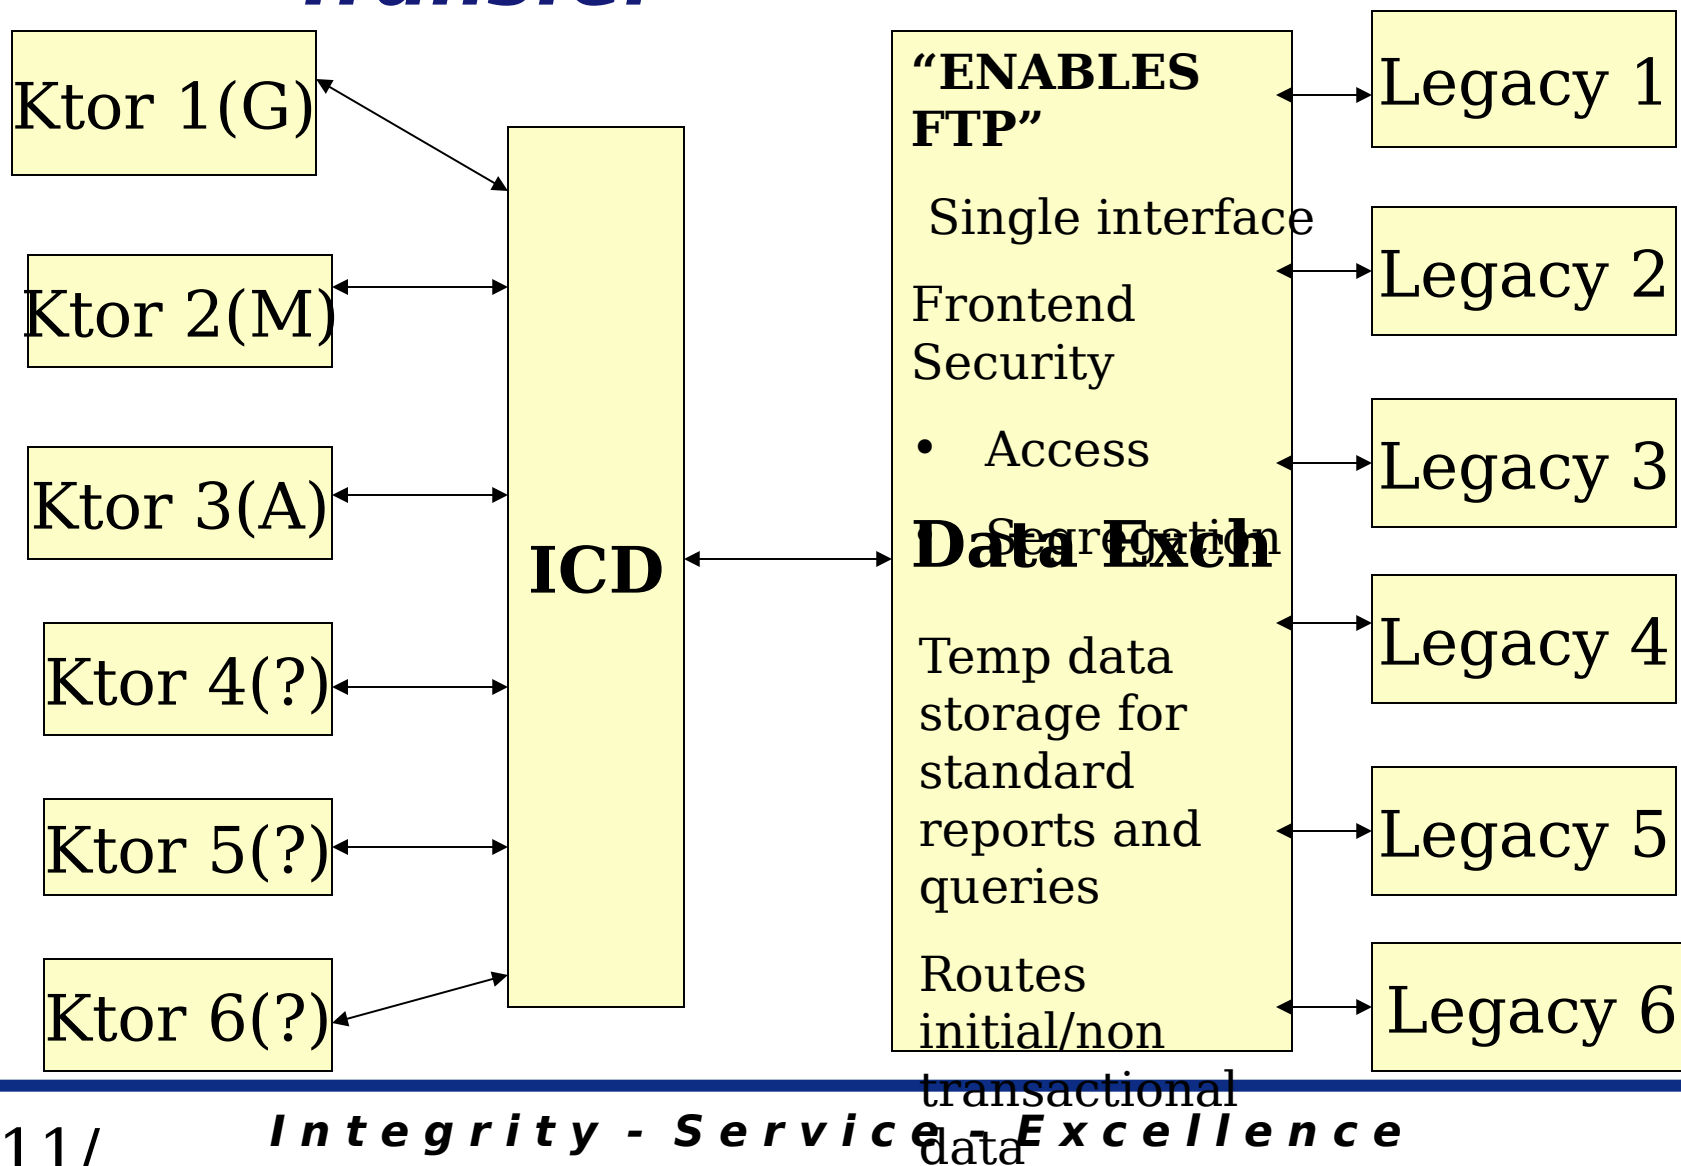 Transfer
Ktor 1(G)
Ktor 2(M)
Ktor 3(A)
Ktor 4(?)
Ktor 5(?)
Ktor 6(?)
ICD
“ENABLES
FTP”
Single interface
Frontend
Security
• Access
• Segregation
Data Exch
Temp data
storage for
standard
reports and
queries
Routes
initial/non
transactional
data
Legacy 1
Legacy 2
Legacy 3
Legacy 4
Legacy 5
Legacy 6
Integrity - Service - Excellence
11/